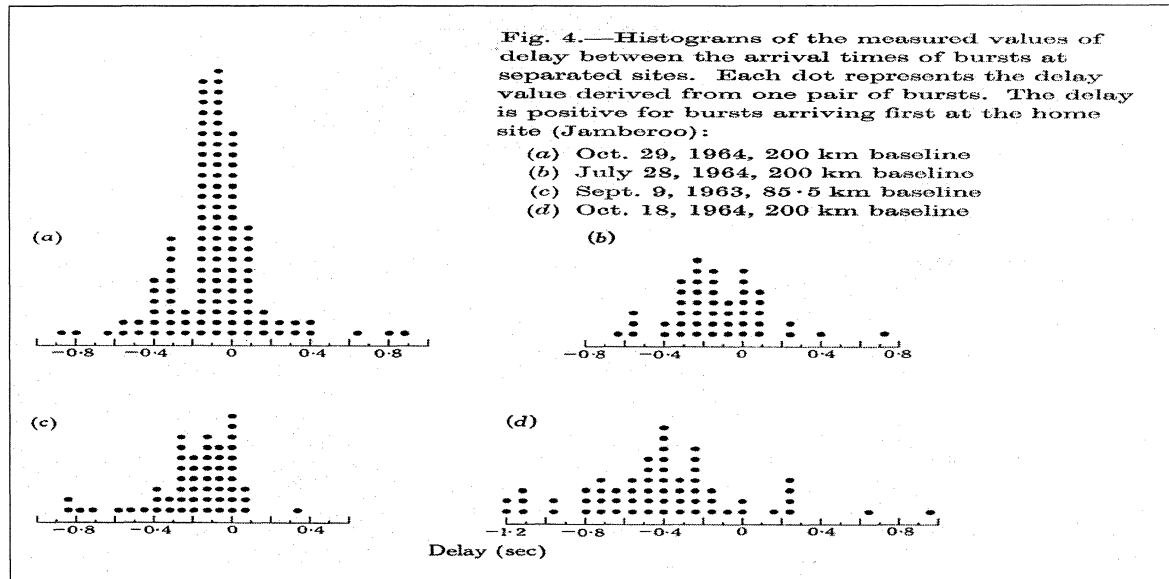 Fig. 4.—Histograms of the measured values of
delay between the arrival times of bursts at
separated sites. Each dot represents the delay
value derived from one pair of bursts. The delay
is positive for bursts arriving first at the home
site (Jamberoo):
(a) Oct. 29, 1964, 200 km baseline
(b) July 28, 1964, 200 km baseline
(c) Sept. 9, 1963, 85·5 km baseline
(d) Oct. 18, 1964, 200 km baseline
(a)
(b)
−0·8 −0·4 0 0·4 0·8
−0·8 −0·4 0 0·4 0·8
(c)
(d)
−0·8 −0·4 0 0·4
−1·2 −0·8 −0·4 0 0·4 0·8
Delay (sec)